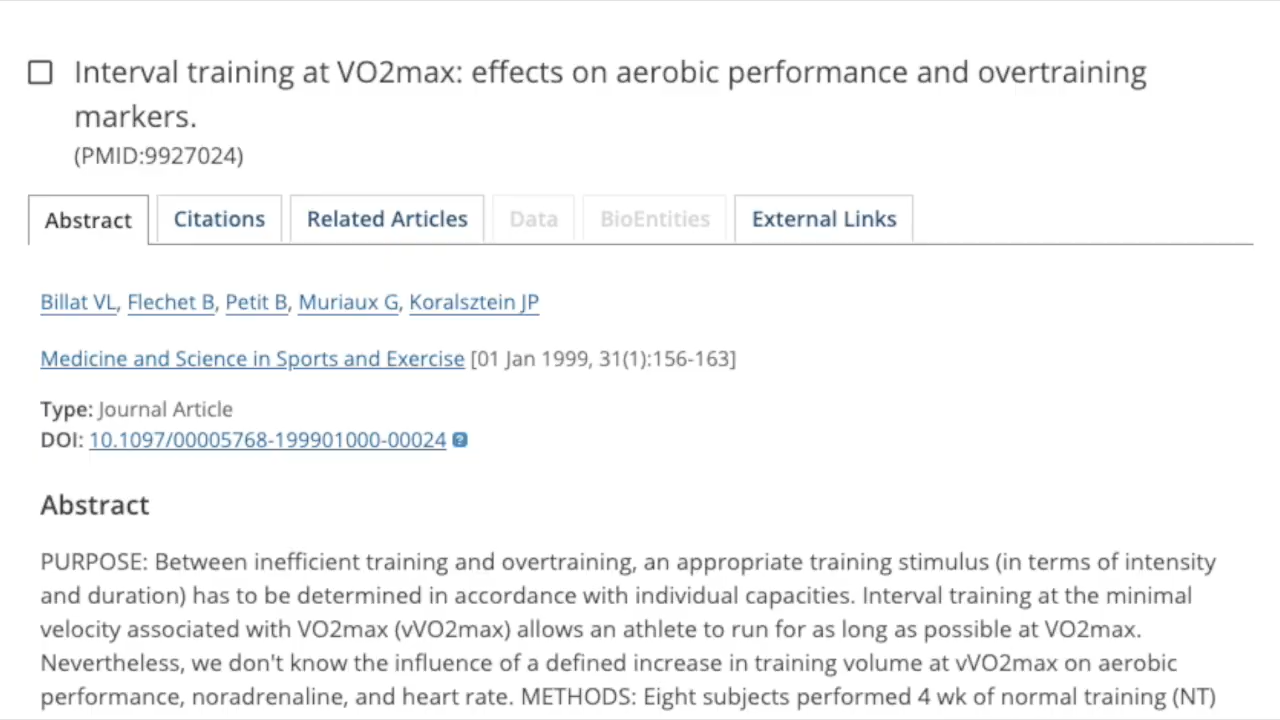 Interval training at VO2max: effects on aerobic performance and overtraining
markers.
(PMID:9927024)
Abstract
Citations
Related Articles
Data
BioEntities
External Links
Billat VL, Flechet B, Petit B, Muriaux G, Koralsztein JP
Medicine and Science in Sports and Exercise [01 Jan 1999, 31(1):156-163]
Type: Journal Article
DOI: 10.1097/00005768-199901000-00024 ?
Abstract
PURPOSE: Between inefficient training and overtraining, an appropriate training stimulus (in terms of intensity
and duration) has to be determined in accordance with individual capacities. Interval training at the minimal
velocity associated with VO2max (vVO2max) allows an athlete to run for as long as possible at VO2max.
Nevertheless, we don't know the influence of a defined increase in training volume at vVO2max on aerobic
performance, noradrenaline, and heart rate. METHODS: Eight subjects performed 4 wk of normal training (NT)